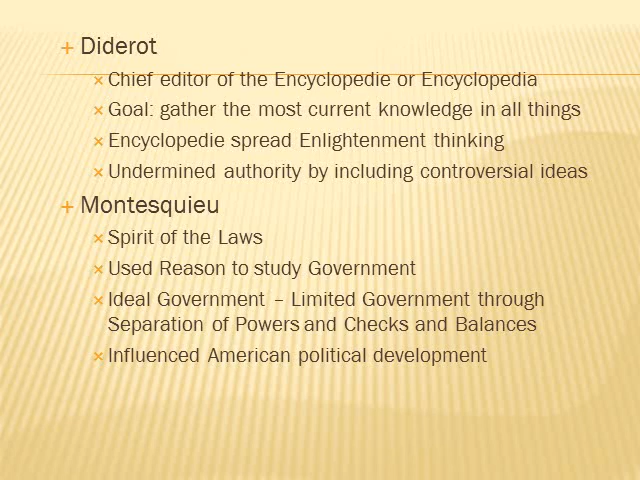 Diderot
Chief editor of the Encyclopedie or Encyclopedia
Goal: gather the most current knowledge in all things
Encyclopedie spread Enlightenment thinking
Undermined authority by including controversial ideas
Montesquieu
Spirit of the Laws
Used Reason to study Government
Ideal Government – Limited Government through
Separation of Powers and Checks and Balances
Influenced American political development